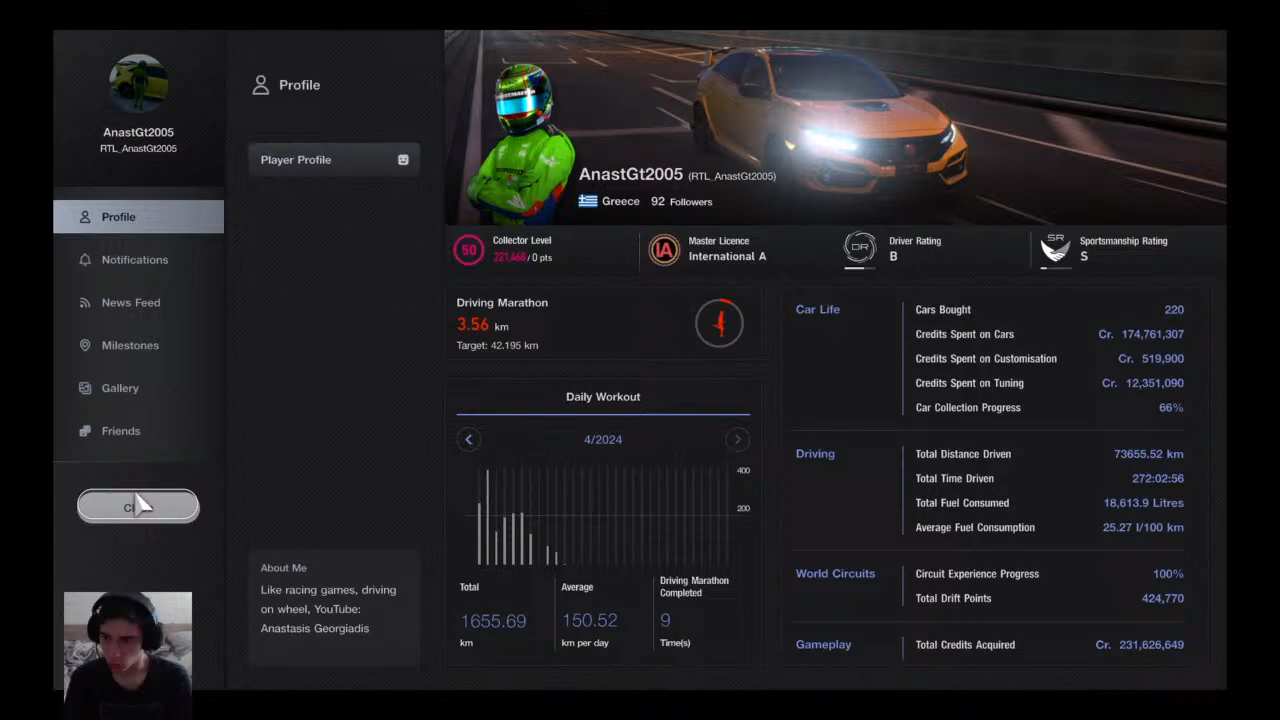 AnastGt2005
RTL_AnastGt2005
Profile
Notifications
News Feed
Milestones
Gallery
Friends
Profile
Player Profile
About Me
Like racing games, driving
on wheel, YouTube:
Anastasis Georgiadis
AnastGt2005 (RTL_AnastGt2005)
Greece 92 Followers
50 Collector Level
221,468 / 0 pts
IA Master Licence
International A
DR Driver Rating
B
SR Sportsmanship Rating
S
Driving Marathon
3.56 km
Target: 42.195 km
Daily Workout
4/2024
400
200
Total
1655.69
km
Average
150.52
km per day
Driving Marathon
Completed
9
Time(s)
Car Life
Cars Bought 220
Credits Spent on Cars Cr. 174,761,307
Credits Spent on Customisation Cr. 519,900
Credits Spent on Tuning Cr. 12,351,090
Car Collection Progress 66%
Driving
Total Distance Driven 73655.52 km
Total Time Driven 272:02:56
Total Fuel Consumed 18,613.9 Litres
Average Fuel Consumption 25.27 l/100 km
World Circuits
Circuit Experience Progress 100%
Total Drift Points 424,770
Gameplay
Total Credits Acquired Cr. 231,626,649